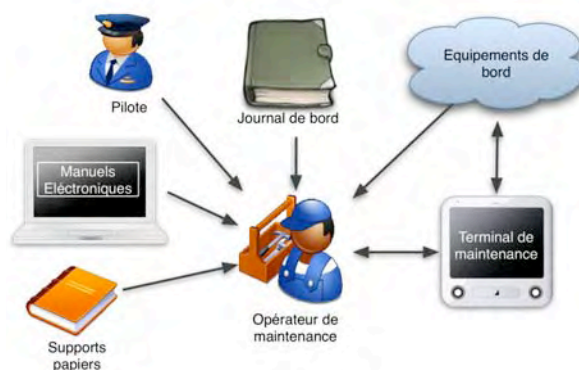 Pilote
Journal de bord
Equipements de
bord
Manuels
Eléctroniques
Terminal de
maintenance
Opérateur de
maintenance
Supports
papiers